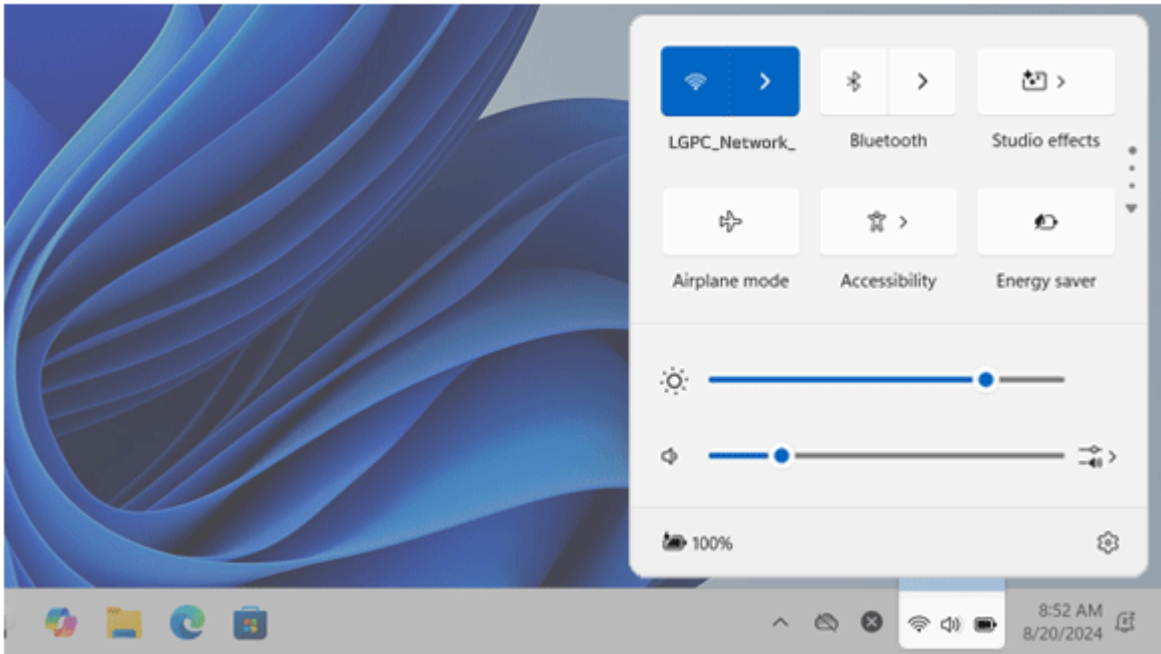 LGPC_Network_ Bluetooth Studio effects
Airplane mode Accessibility Energy saver
100%
8:52 AM
8/20/2024